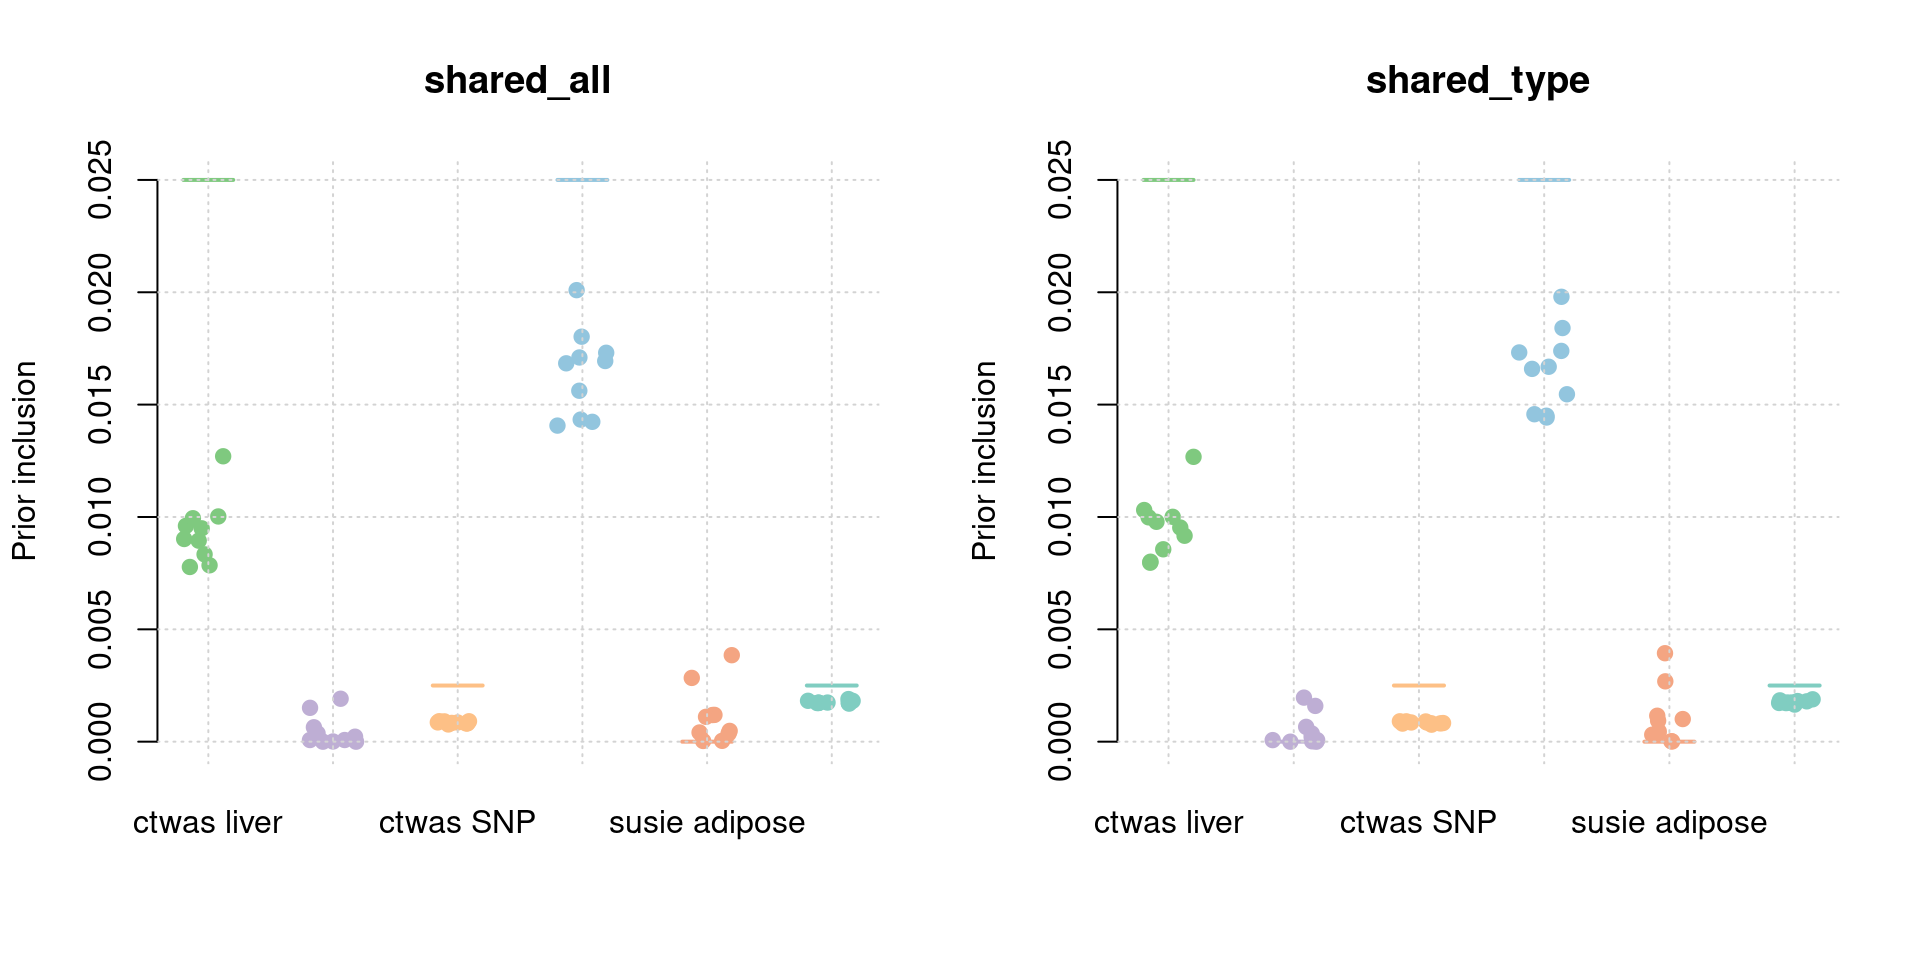 shared_all
Prior inclusion
0.025
0.020
0.015
0.010
0.005
0.000
ctwas liver
ctwas SNP
susie adipose
shared_type
Prior inclusion
0.025
0.020
0.015
0.010
0.005
0.000
ctwas liver
ctwas SNP
susie adipose